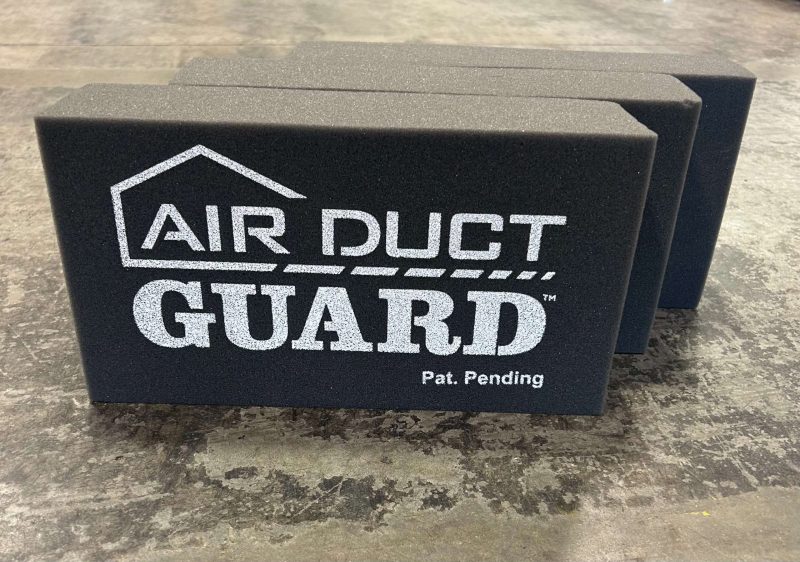 AIR DUCT
GUARD™
Pat. Pending